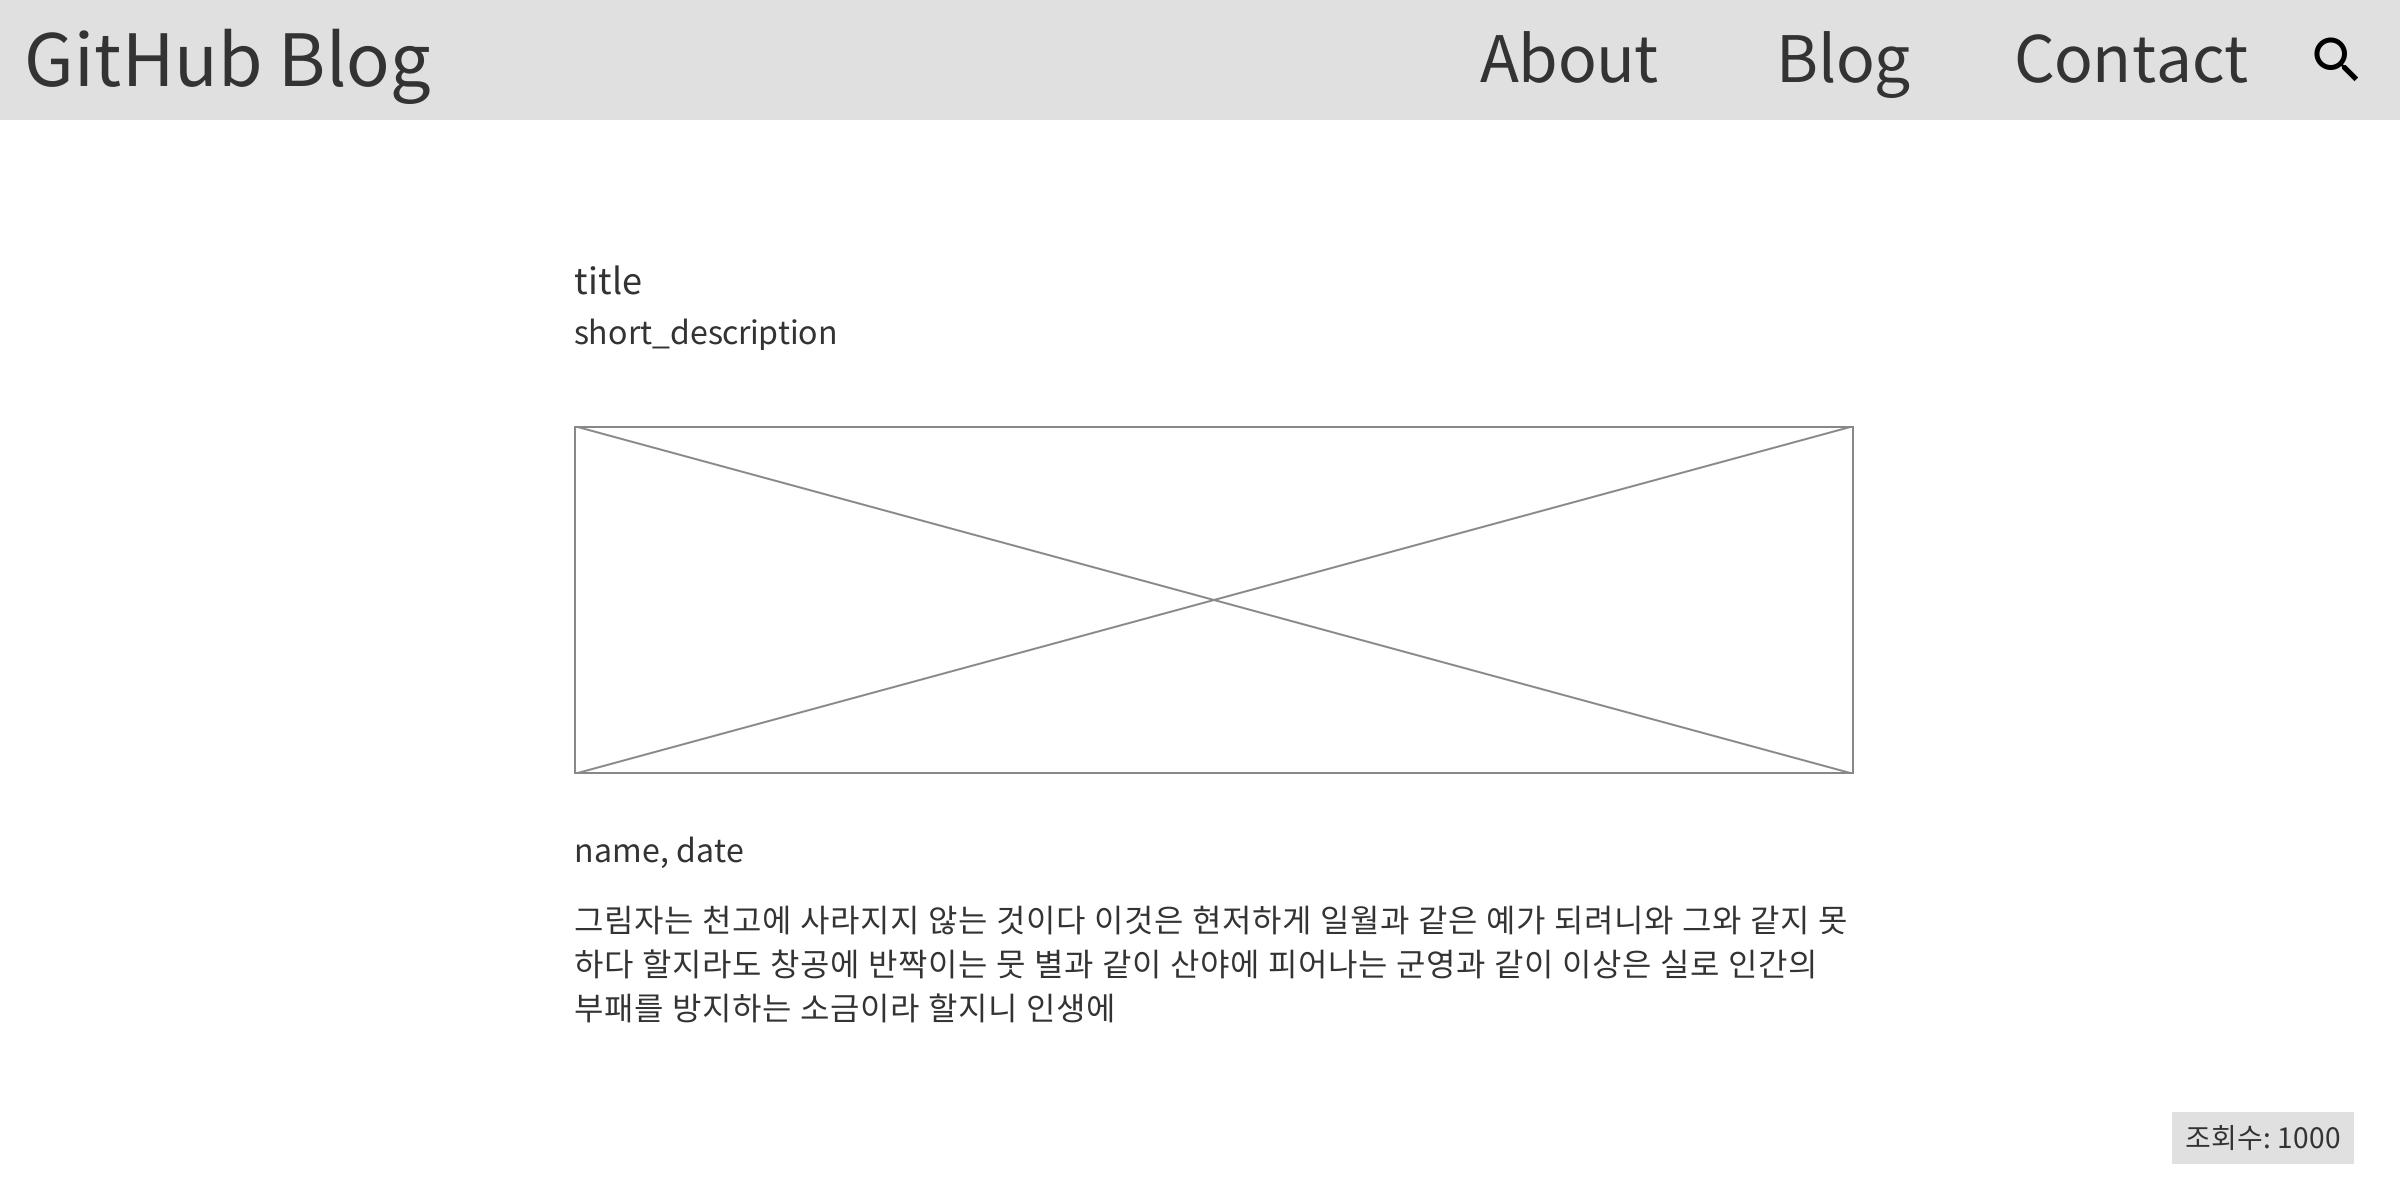 GitHub Blog About Blog Contact
title
short_description
name, date
그림자는 천고에 사라지지 않는 것이다 이것은 현저하게 일월과 같은 예가 되려니와 그와 같지 못
하다 할지라도 창공에 반짝이는 뭇 별과 같이 산야에 피어나는 군영과 같이 이상은 실로 인간의
부패를 방지하는 소금이라 할지니 인생에
조회수: 1000